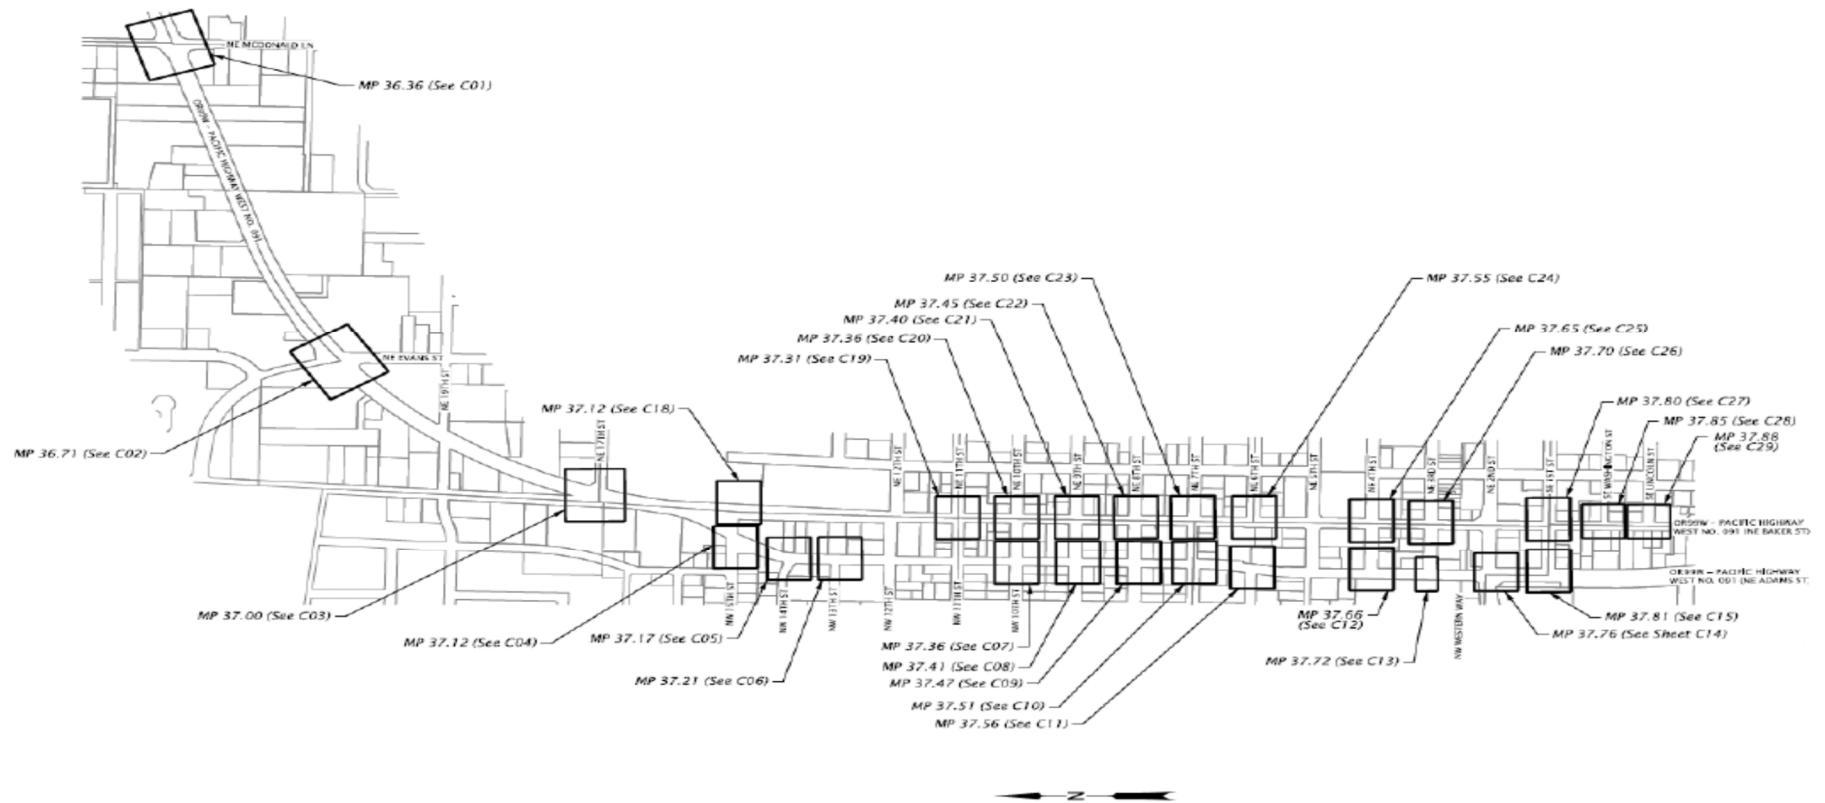 NE MCDONALD LN
MP 36.36 (See C01)
OR99W - PACIFIC HIGHWAY WEST NO. 091
MP 37.50 (See C23)
MP 37.55 (See C24)
MP 37.45 (See C22)
MP 37.40 (See C21)
MP 37.65 (See C25)
MP 37.36 (See C20)
MP 37.70 (See C26)
MP 37.31 (See C19)
NE EVANS ST
NE 19TH ST
MP 37.12 (See C18)
MP 37.80 (See C27)
MP 37.85 (See C28)
MP 37.88
(See C29)
MP 36.71 (See C02)
NE 17TH ST
NE 12TH ST
NE 11TH ST
NE 10TH ST
NE 9TH ST
NE 8TH ST
NE 7TH ST
NE 6TH ST
NE 5TH ST
NE 4TH ST
NE 3RD ST
NE 2ND ST
SE 1ST ST
SE WASHINGTON ST
SE LINCOLN ST
OR99W - PACIFIC HIGHWAY
WEST NO. 091 (NE BAKER ST)
OR99W - PACIFIC HIGHWAY
WEST NO. 091 (NE ADAMS ST.
NW 15TH ST
NW 14TH ST
NW 13TH ST
NW 12TH ST
NW 11TH ST
NW 10TH ST
NW WESTERN WAY
MP 37.00 (See C03)
MP 37.12 (See C04)
MP 37.17 (See C05)
MP 37.21 (See C06)
MP 37.36 (See C07)
MP 37.41 (See C08)
MP 37.47 (See C09)
MP 37.51 (See C10)
MP 37.56 (See C11)
MP 37.66
(See C12)
MP 37.72 (See C13)
MP 37.81 (See C15)
MP 37.76 (See Sheet C14)
N